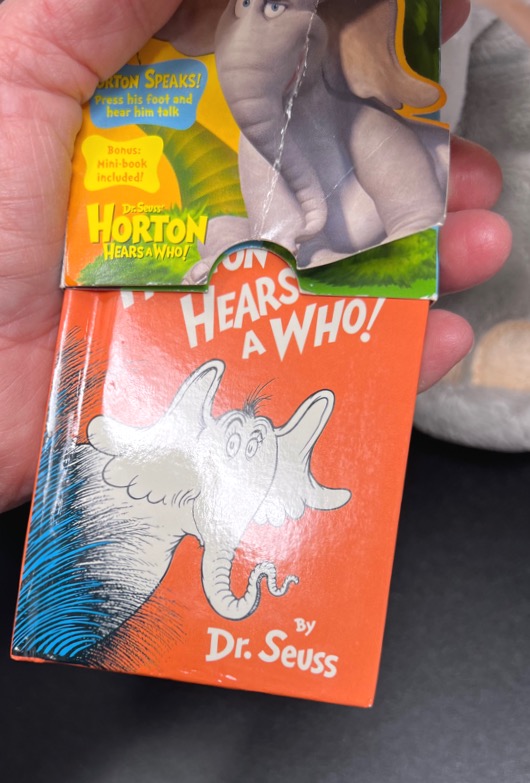 HORTON SPEAKS!
Press his foot and
hear him talk
Bonus:
Mini-book
included!
Dr. Seuss'
HORTON
HEARS A WHO!
HEARS
A WHO!
By
Dr. Seuss